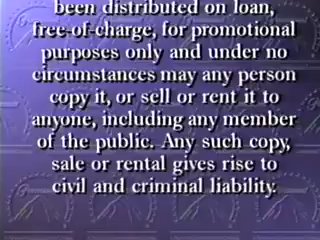 been distributed on loan,
free-of-charge, for promotional
purposes only and under no
circumstances may any person
copy it, or sell or rent it to
anyone, including any member
of the public. Any such copy,
sale or rental gives rise to
civil and criminal liability.